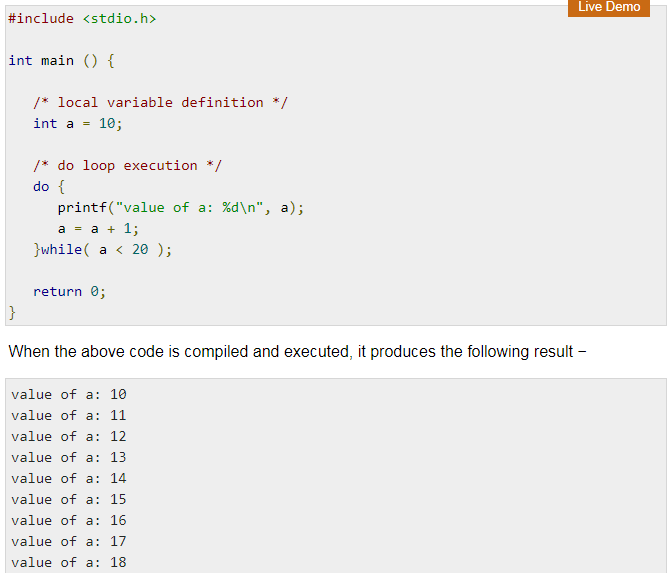 Live Demo
#include <stdio.h>
int main () {
/* local variable definition */
int a = 10;
/* do loop execution */
do {
printf("value of a: %d\n", a);
a = a + 1;
}while( a < 20 );
return 0;
}
When the above code is compiled and executed, it produces the following result −
value of a: 10
value of a: 11
value of a: 12
value of a: 13
value of a: 14
value of a: 15
value of a: 16
value of a: 17
value of a: 18